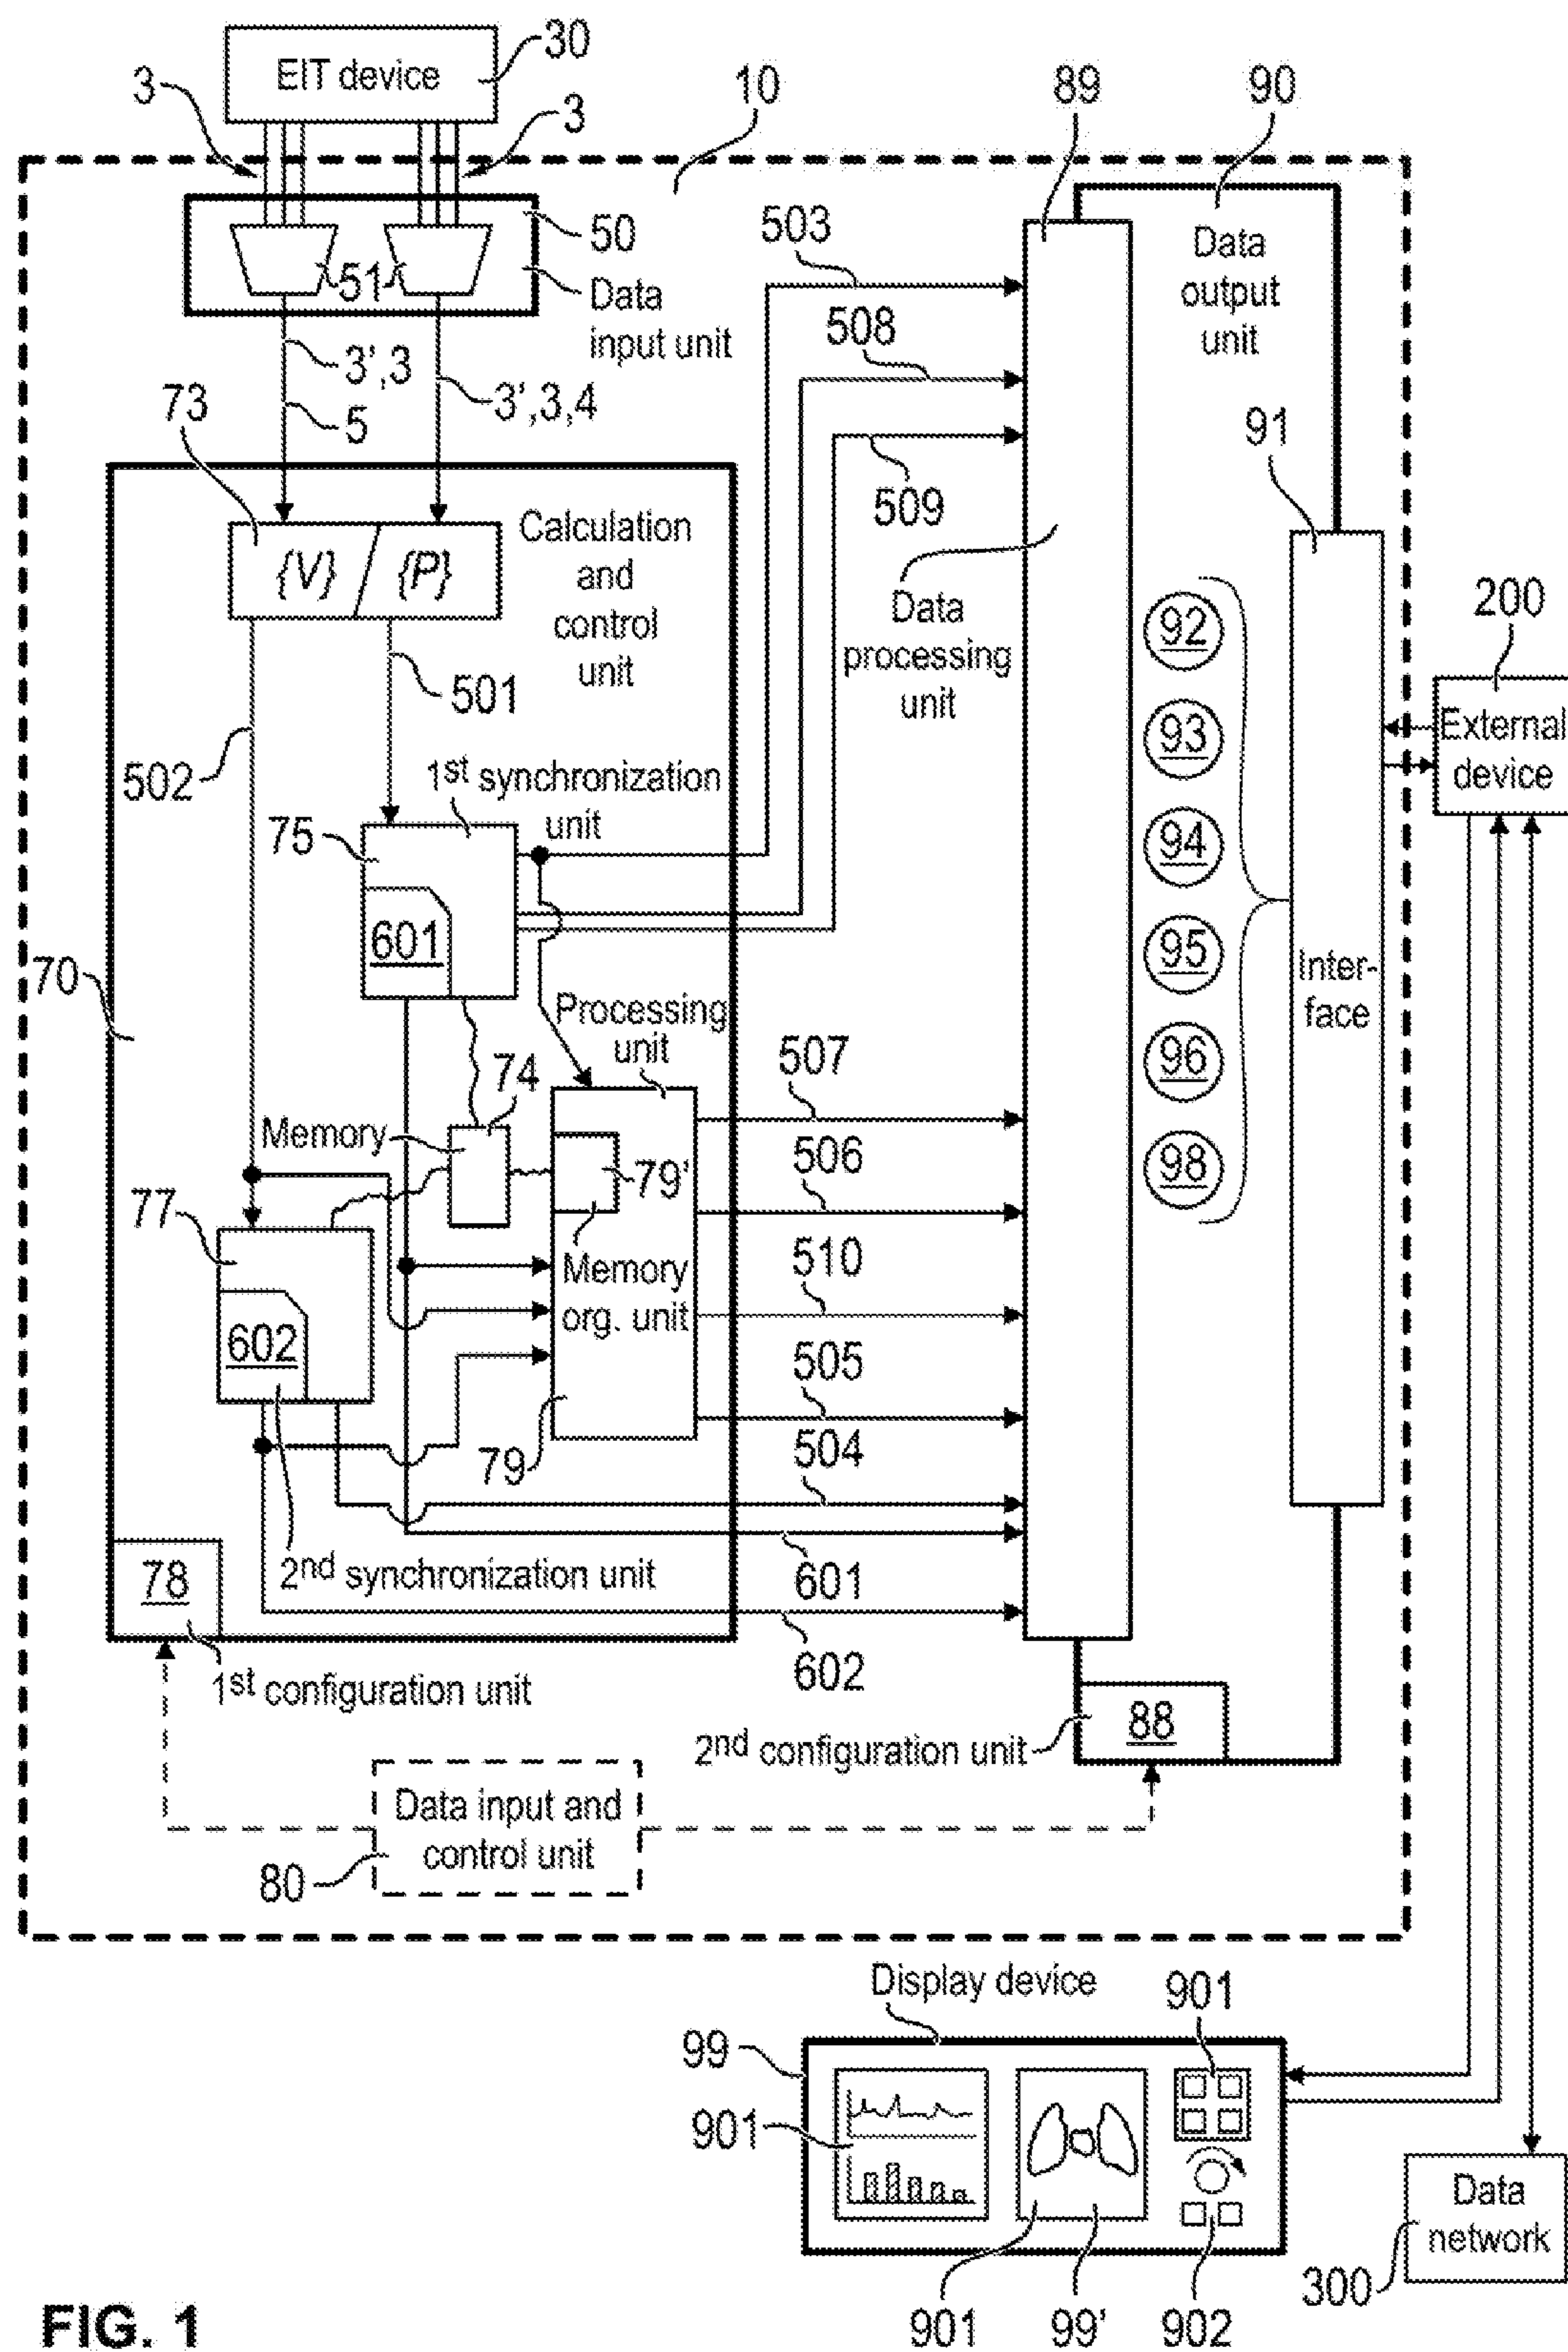 30
EIT device
3
3
10
89
90
50
51
Data
input unit
503
Data
output
unit
508
3',3
3',3,4
5
73
509
91
{V} / {P}
Calculation
and
control
unit
Data
processing
unit
501
502
200
External
device
92
93
94
95
96
98
1st synchronization
unit
75
601
70
Inter-
face
Processing
unit
74
Memory
79'
507
506
77
Memory
org. unit
510
602
505
79
504
78
2nd synchronization unit
601
602
1st configuration unit
88
2nd configuration unit
Data input and
control unit
80
Display device
901
99
901
Data
network
300
901
99'
902
FIG. 1